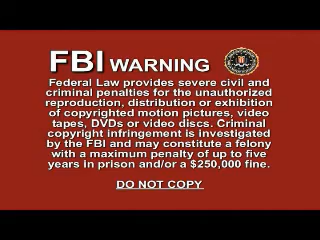 FBI WARNING
Federal Law provides severe civil and
criminal penalties for the unauthorized
reproduction, distribution or exhibition
of copyrighted motion pictures, video
tapes, DVDs or video discs. Criminal
copyright infringement is investigated
by the FBI and may constitute a felony
with a maximum penalty of up to five
years in prison and/or a $250,000 fine.
DO NOT COPY